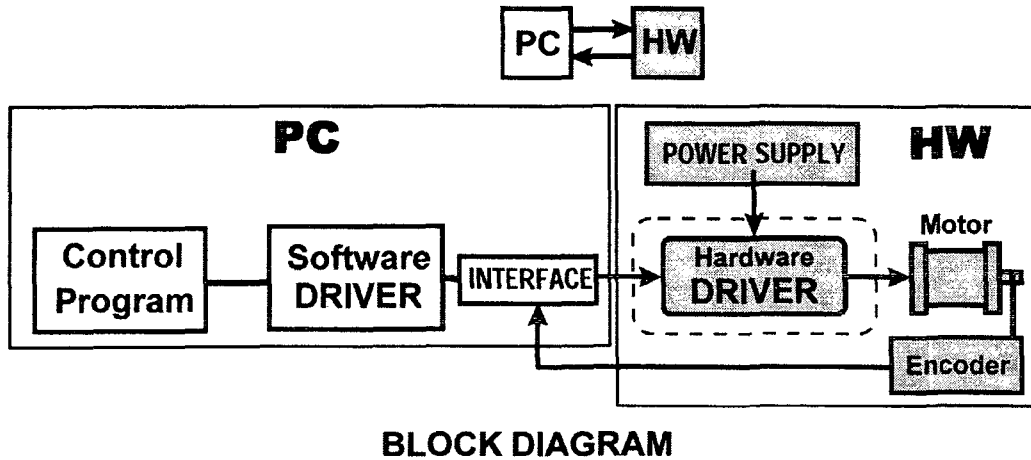 PC
HW
PC
HW
POWER SUPPLY
Control
Program
Software
DRIVER
INTERFACE
Hardware
DRIVER
Motor
Encoder
BLOCK DIAGRAM